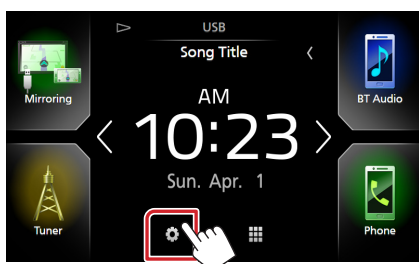 USB
Song Title
Mirroring
AM
BT Audio
10:23
Sun. Apr. 1
Tuner
Phone